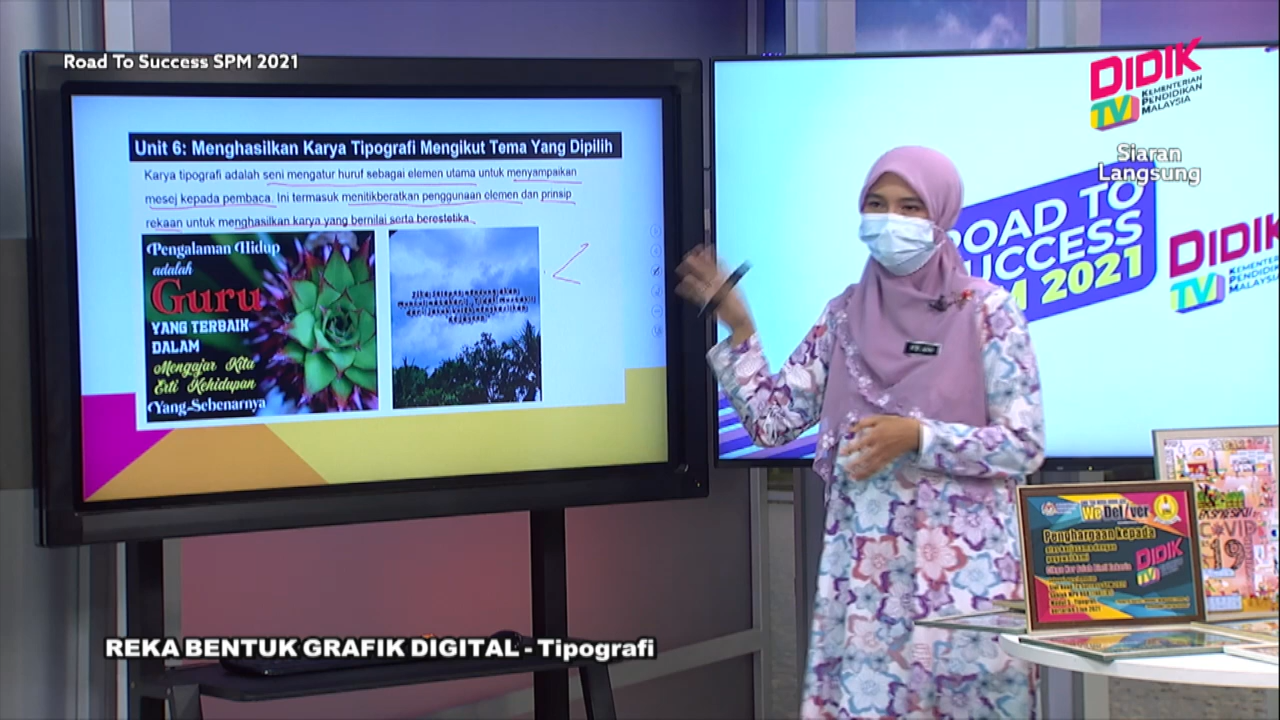 Road To Success SPM 2021
DIDIK
TV
KEMENTERIAN
PENDIDIKAN
MALAYSIA
Siaran
Langsung
Unit 6: Menghasilkan Karya Tipografi Mengikut Tema Yang Dipilih
Karya tipografi adalah seni mengatur huruf sebagai elemen utama untuk menyampaikan
mesej kepada pembaca. Ini termasuk menitikberatkan penggunaan elemen dan prinsip
rekaan untuk menghasilkan karya yang bernilai serta berestetika.
Pengalaman Hidup
adalah
Guru
YANG TERBAIK
DALAM
Mengajar Kita
Erti Kehidupan
Yang Sebenarnya
ROAD TO
SUCCESS
2021
DIDIK
TV
We Deliver
Penghargaan kepada
DIDIK
TV
COVID
19
REKA BENTUK GRAFIK DIGITAL - Tipografi